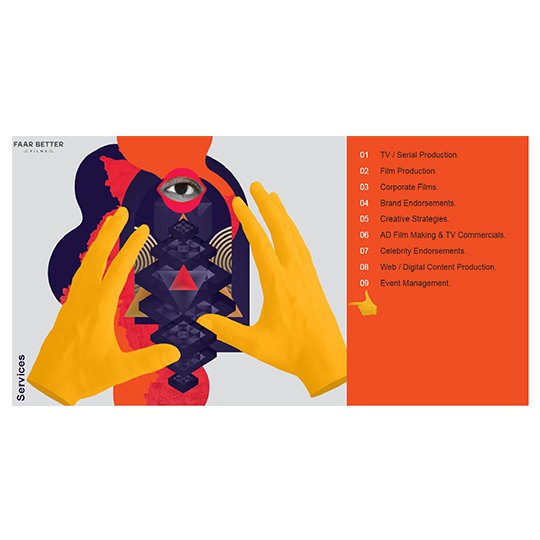 FAAR BETTER
FILMS
01 TV / Serial Production.
02 Film Production.
03 Corporate Films.
04 Brand Endorsements.
05 Creative Strategies.
06 AD Film Making & TV Commercials.
07 Celebrity Endorsements.
08 Web / Digital Content Production.
09 Event Management.
Services